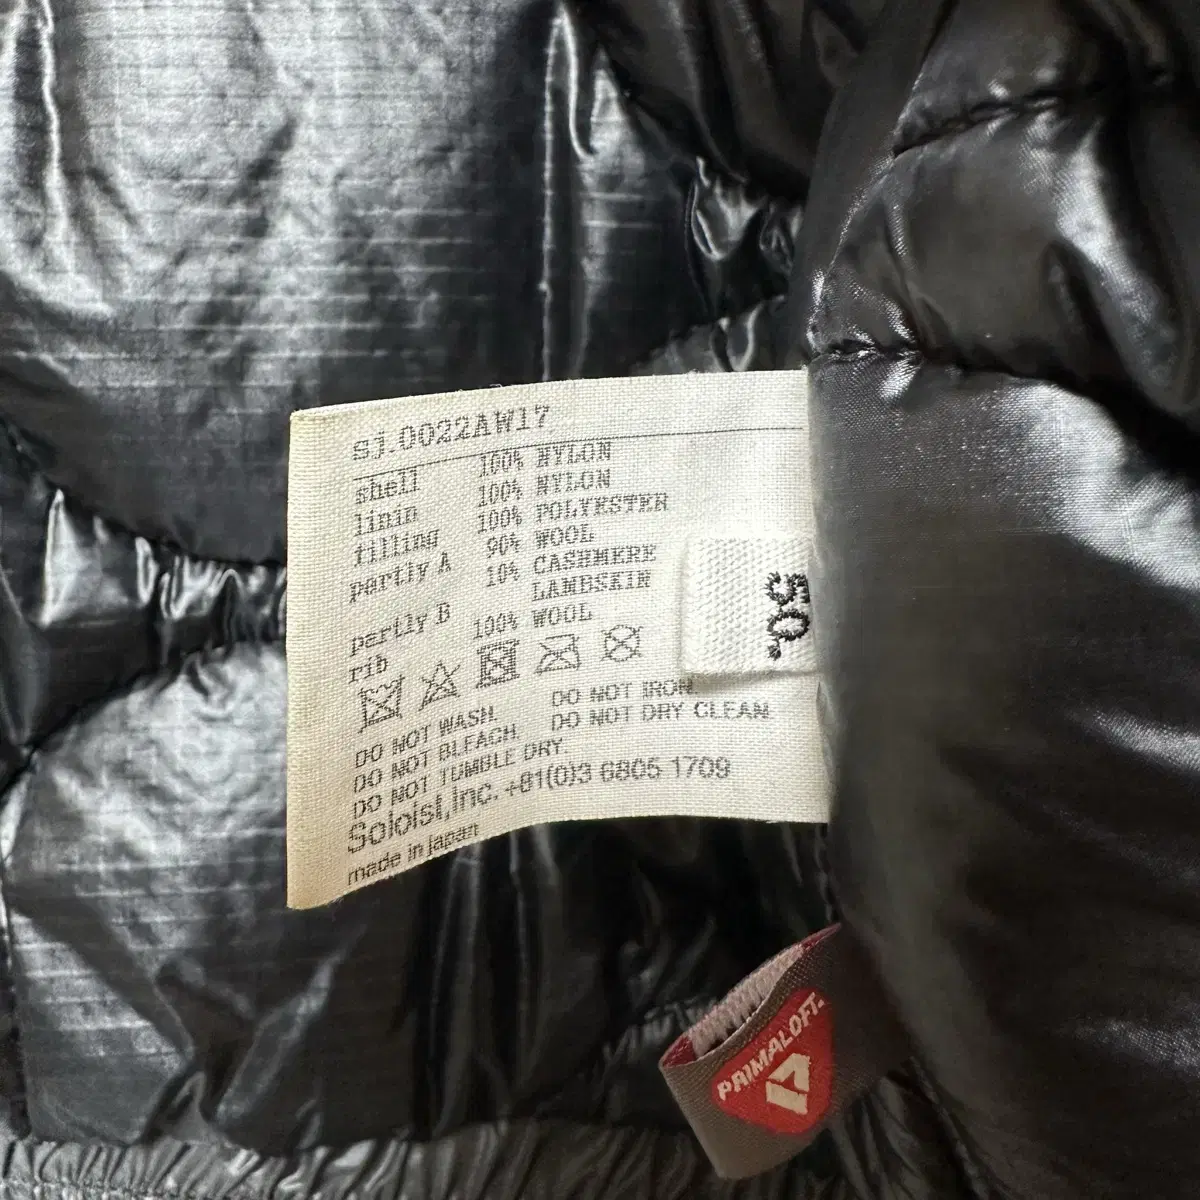 sj.0022AW17
shell 100% NYLON
linin 100% NYLON
filling 100% POLYESTER
partly A 90% WOOL
10% CASHMERE
partly B LAMBSKIN
rib 100% WOOL
DO NOT WASH. DO NOT IRON.
DO NOT BLEACH. DO NOT DRY CLEAN.
DO NOT TUMBLE DRY.
Soloist,inc. +81(0)3 6805 1709
made in japan
PRIMALOFT